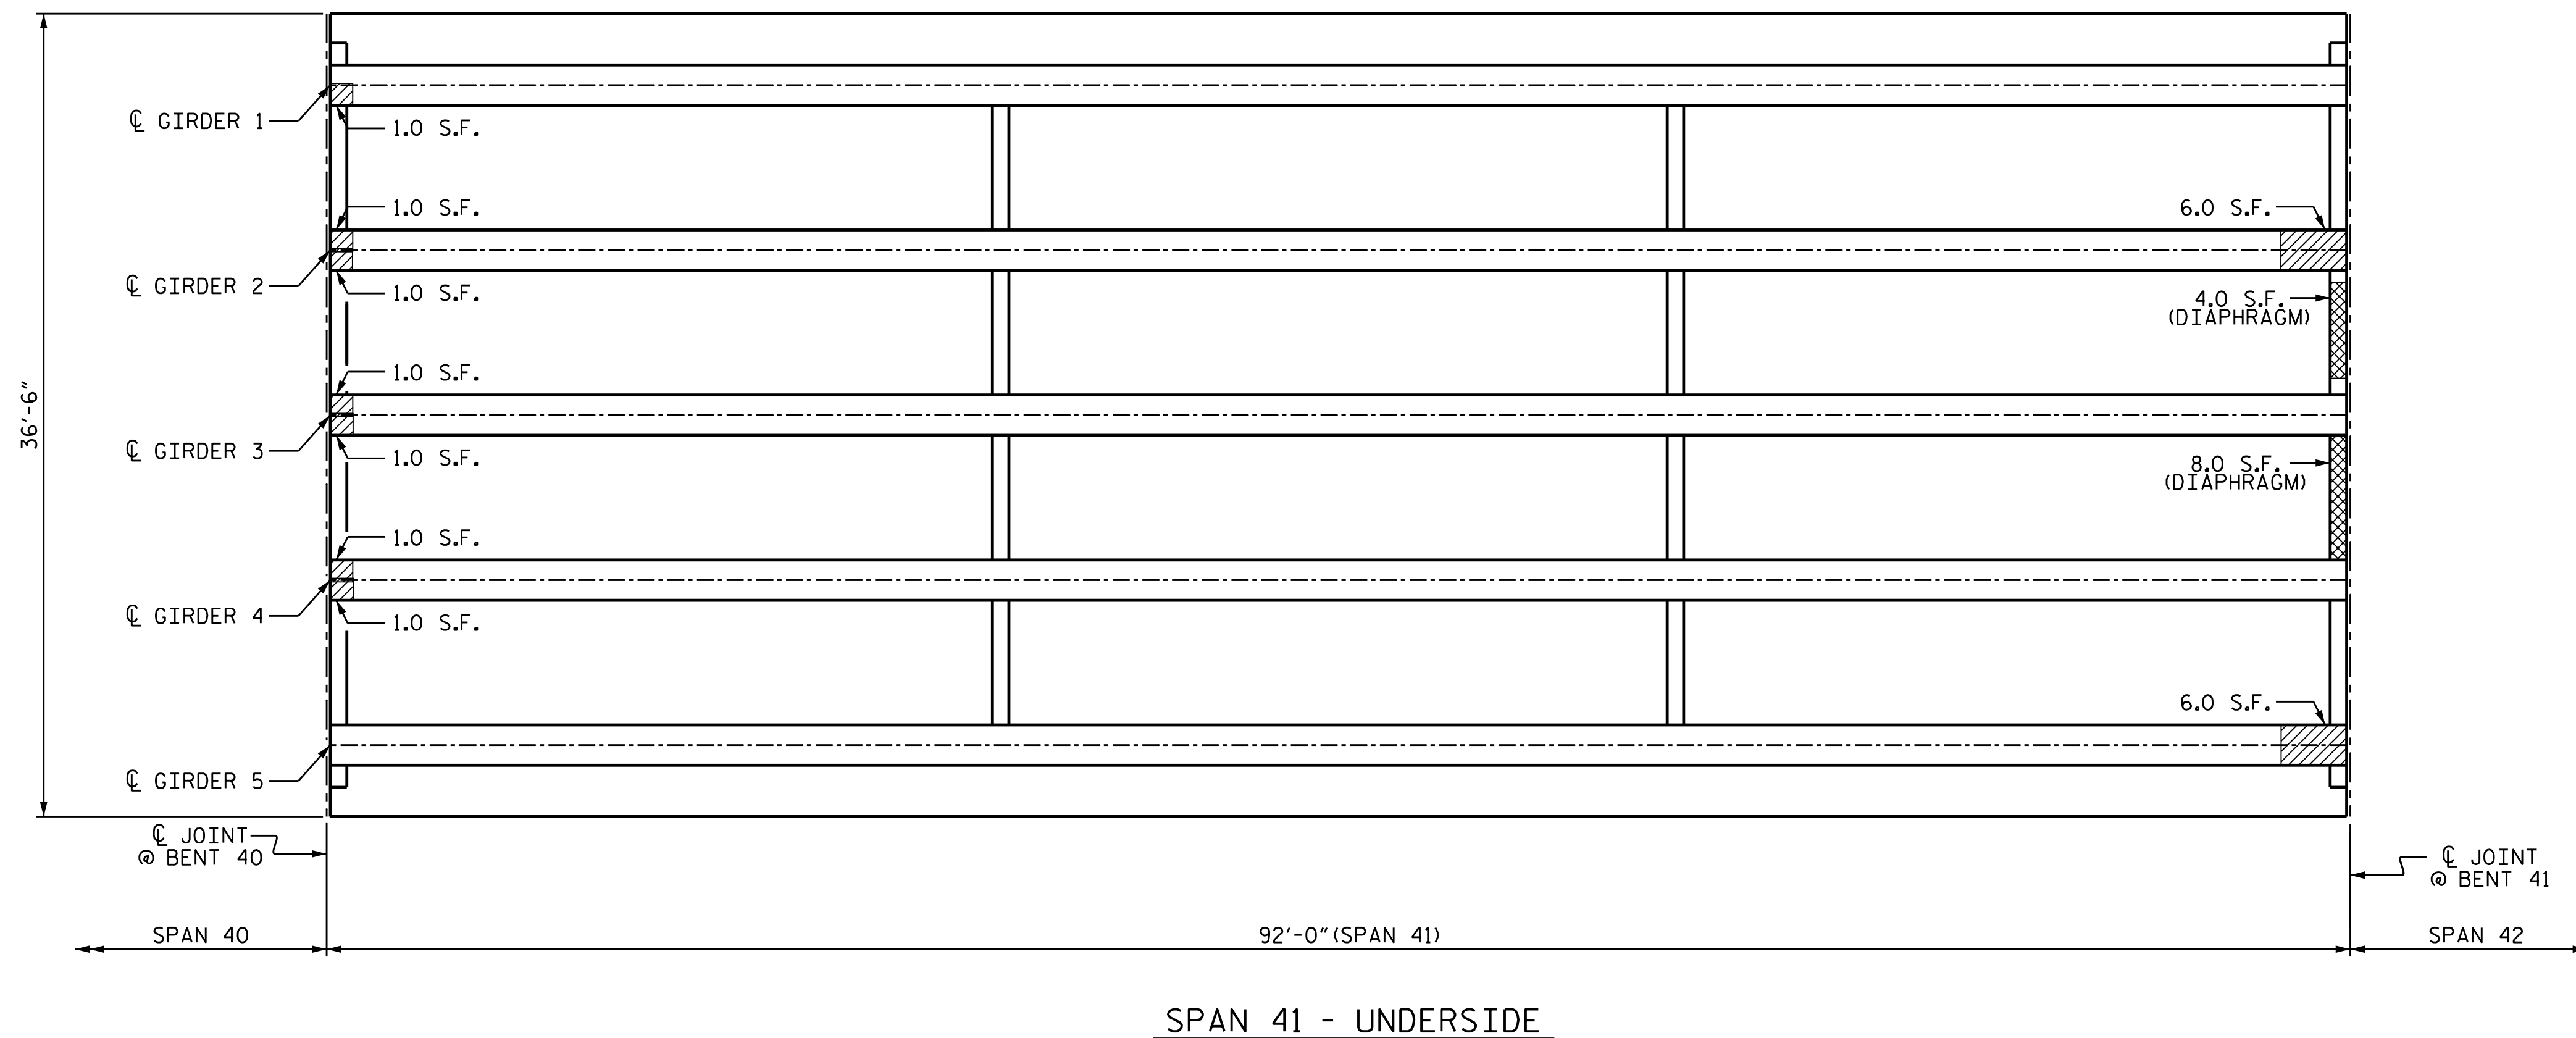 ℄ GIRDER 1
1.0 S.F.
1.0 S.F.
6.0 S.F.
℄ GIRDER 2
1.0 S.F.
4.0 S.F.
(DIAPHRAGM)
1.0 S.F.
36'-6"
℄ GIRDER 3
1.0 S.F.
8.0 S.F.
(DIAPHRAGM)
1.0 S.F.
℄ GIRDER 4
1.0 S.F.
6.0 S.F.
℄ GIRDER 5
℄ JOINT
@ BENT 40
℄ JOINT
@ BENT 41
SPAN 40
92'-0" (SPAN 41)
SPAN 42
SPAN 41 - UNDERSIDE